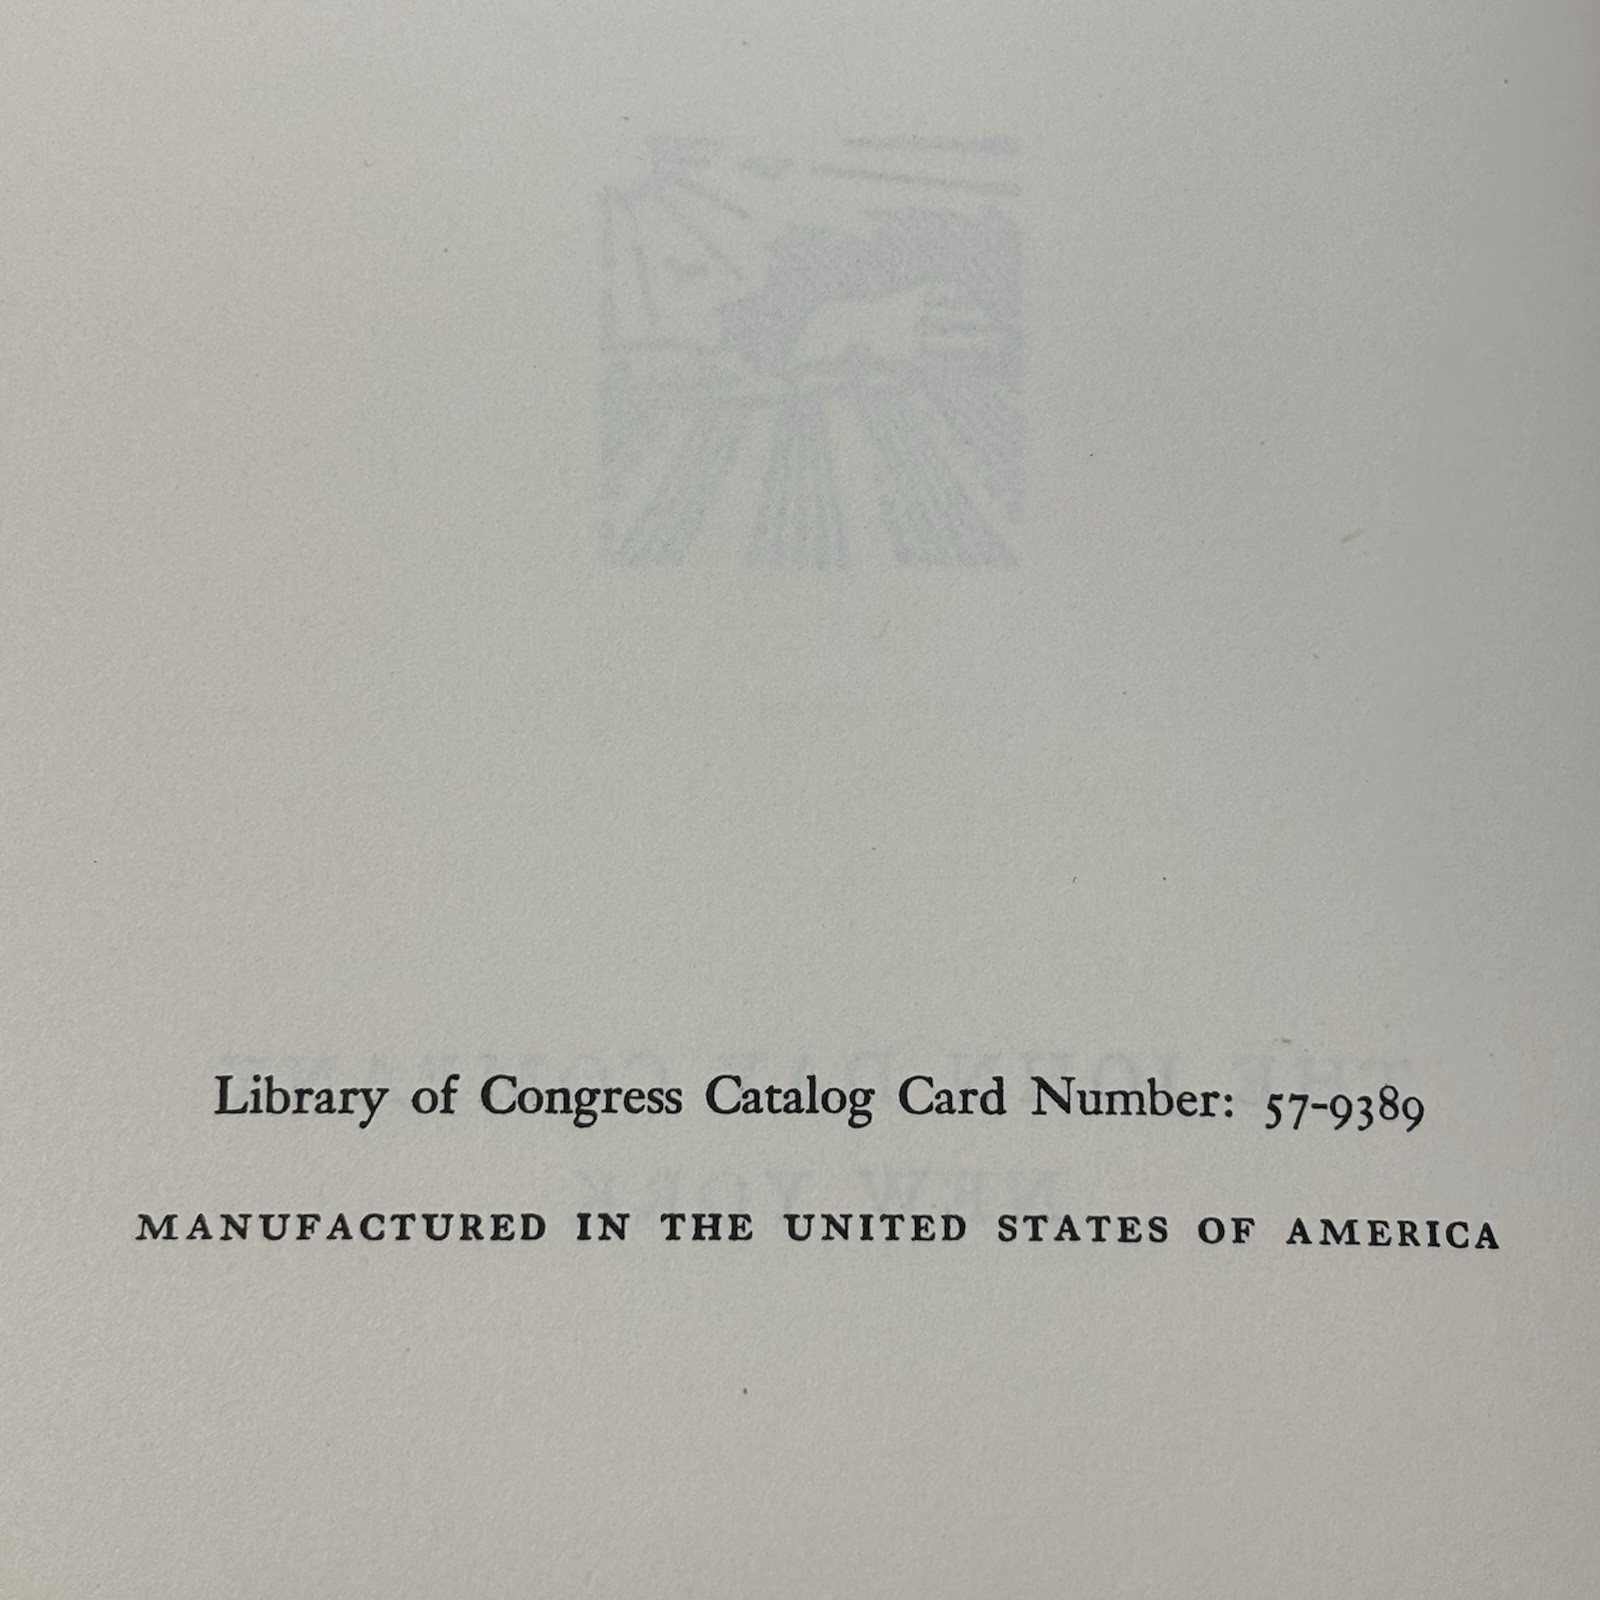 Library of Congress Catalog Card Number: 57-9389
MANUFACTURED IN THE UNITED STATES OF AMERICA